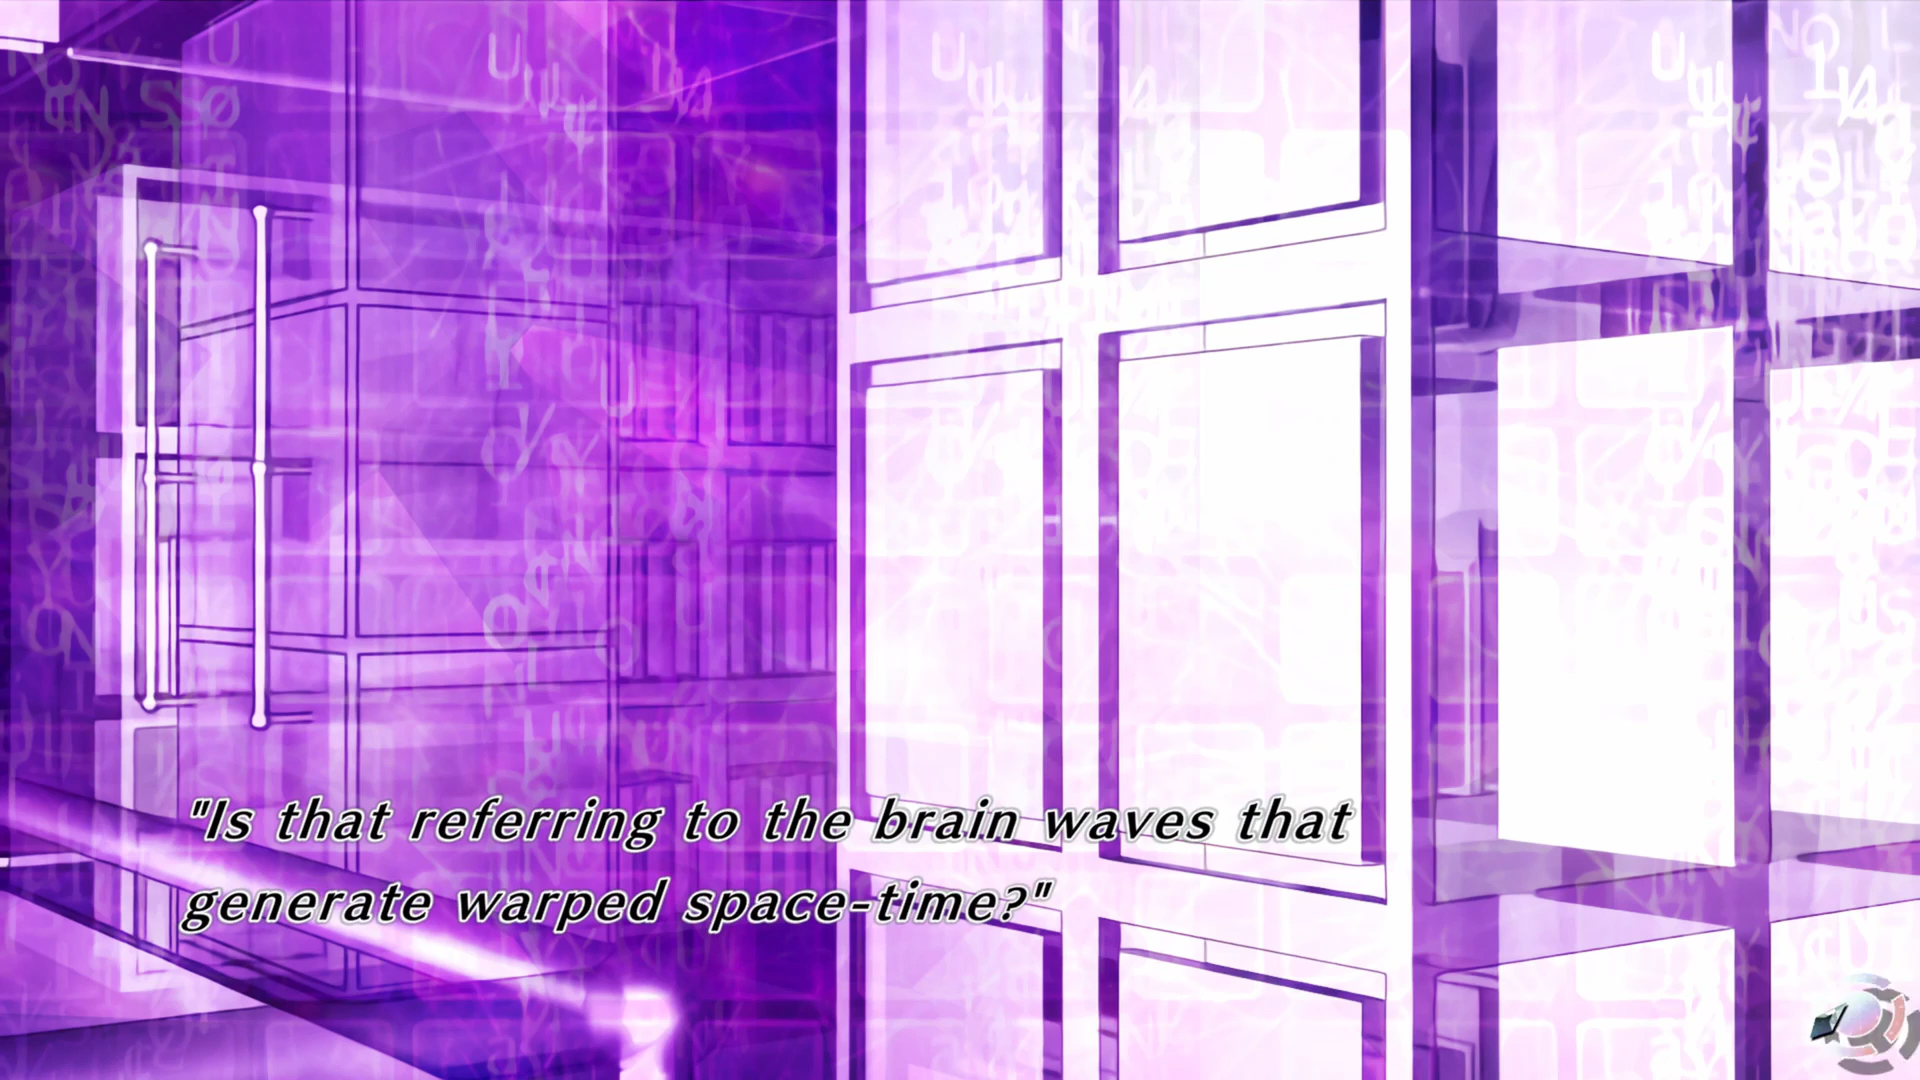 "Is that referring to the brain waves that
generate warped space-time?"